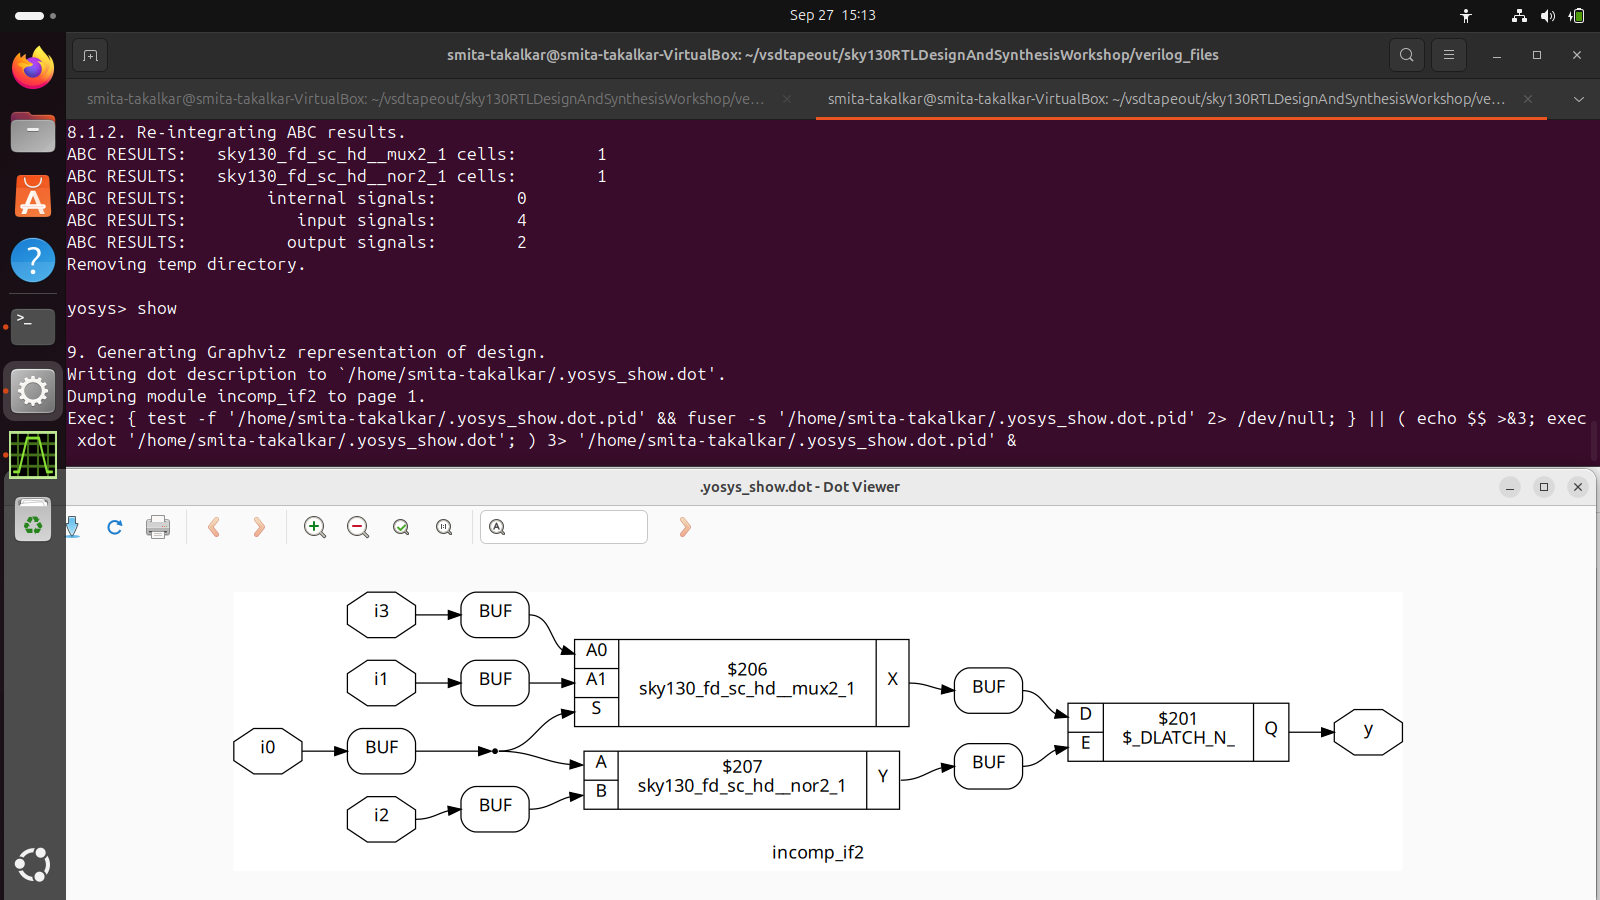 Sep 27 15:13
smita-takalkar@smita-takalkar-VirtualBox: ~/vsdtapeout/sky130RTLDesignAndSynthesisWorkshop/verilog_files
smita-takalkar@smita-takalkar-VirtualBox: ~/vsdtapeout/sky130RTLDesignAndSynthesisWorkshop/ve...
smita-takalkar@smita-takalkar-VirtualBox: ~/vsdtapeout/sky130RTLDesignAndSynthesisWorkshop/ve...
8.1.2. Re-integrating ABC results.
ABC RESULTS:   sky130_fd_sc_hd__mux2_1 cells:        1
ABC RESULTS:   sky130_fd_sc_hd__nor2_1 cells:        1
ABC RESULTS:        internal signals:        0
ABC RESULTS:           input signals:        4
ABC RESULTS:          output signals:        2
Removing temp directory.
yosys> show
9. Generating Graphviz representation of design.
Writing dot description to `/home/smita-takalkar/.yosys_show.dot'.
Dumping module incomp_if2 to page 1.
Exec: { test -f '/home/smita-takalkar/.yosys_show.dot.pid' && fuser -s '/home/smita-takalkar/.yosys_show.dot.pid' 2> /dev/null; } || ( echo $$ >&3; exec
xdot '/home/smita-takalkar/.yosys_show.dot'; ) 3> '/home/smita-takalkar/.yosys_show.dot.pid' &
.yosys_show.dot - Dot Viewer
i3
BUF
i1
BUF
i0
BUF
i2
BUF
A0
A1
S
$206
sky130_fd_sc_hd__mux2_1
X
A
B
$207
sky130_fd_sc_hd__nor2_1
Y
BUF
BUF
D
E
$201
$_DLATCH_N_
Q
y
incomp_if2